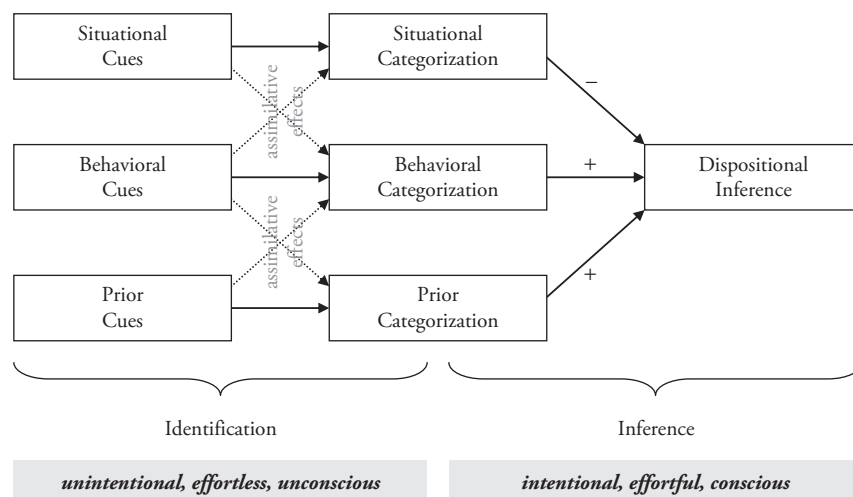 Situational
Cues
Situational
Categorization
assimilative
effects
−
Behavioral
Cues
Behavioral
Categorization
+
Dispositional
Inference
assimilative
effects
+
Prior
Cues
Prior
Categorization
Identification
Inference
unintentional, effortless, unconscious
intentional, effortful, conscious